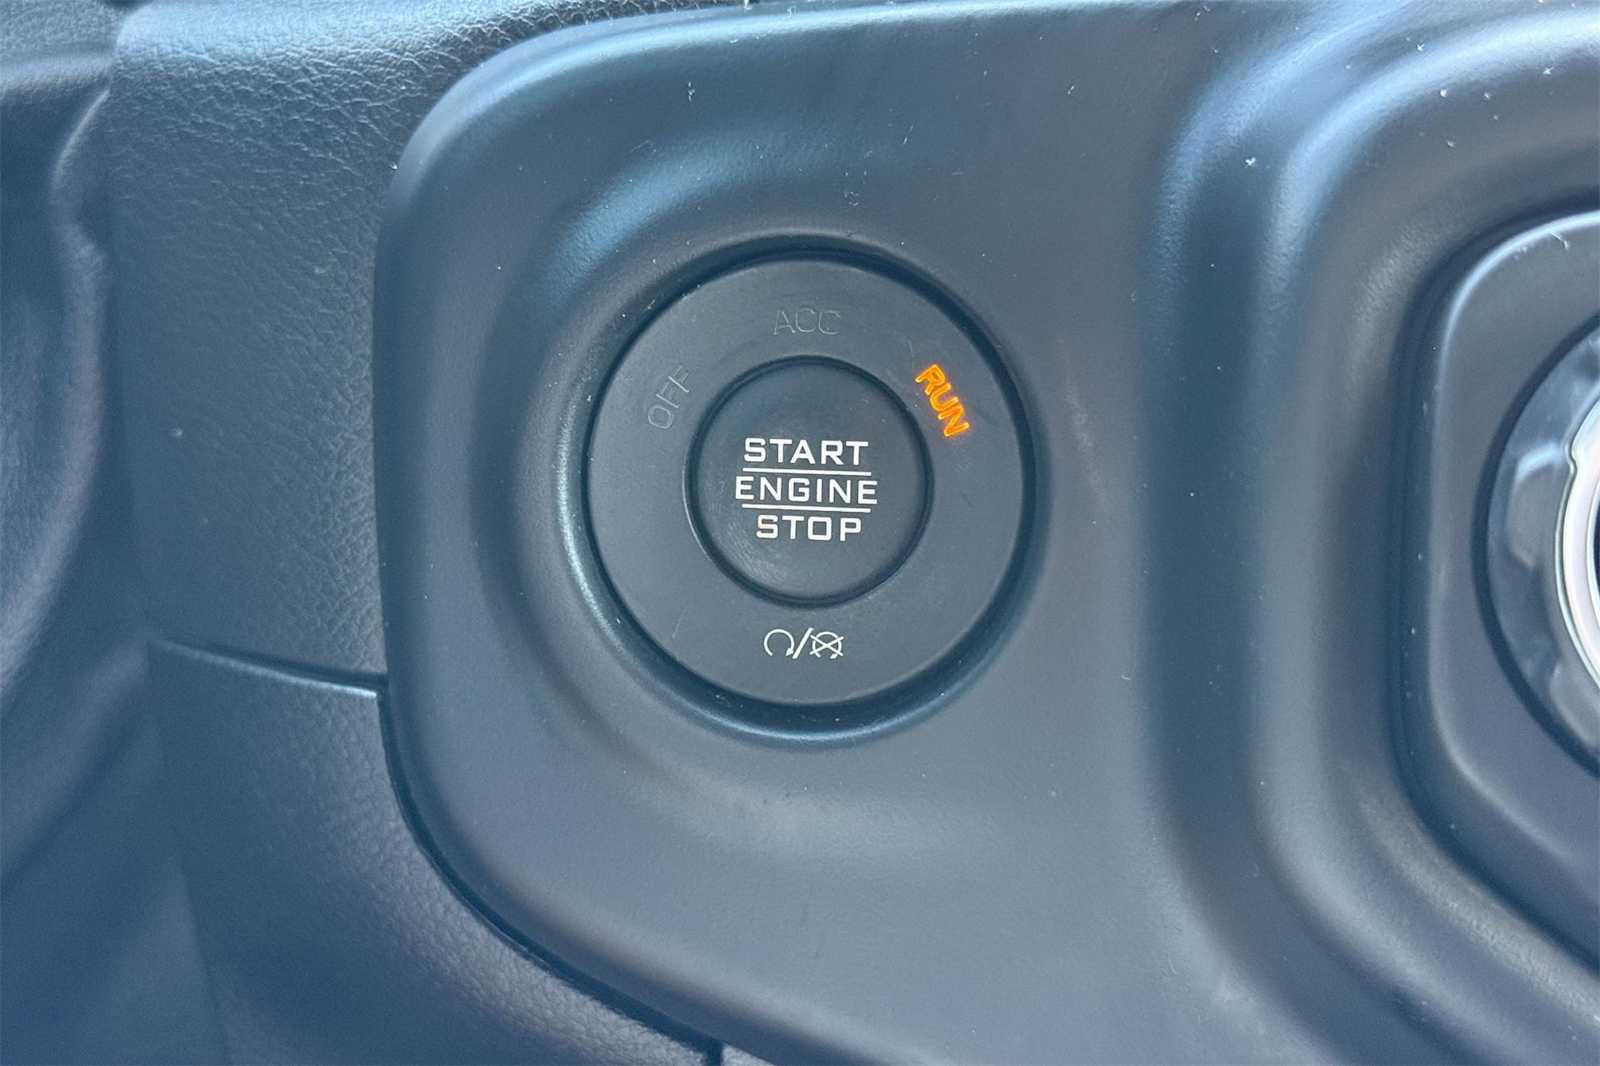 ACC
OFF
RUN
START
ENGINE
STOP